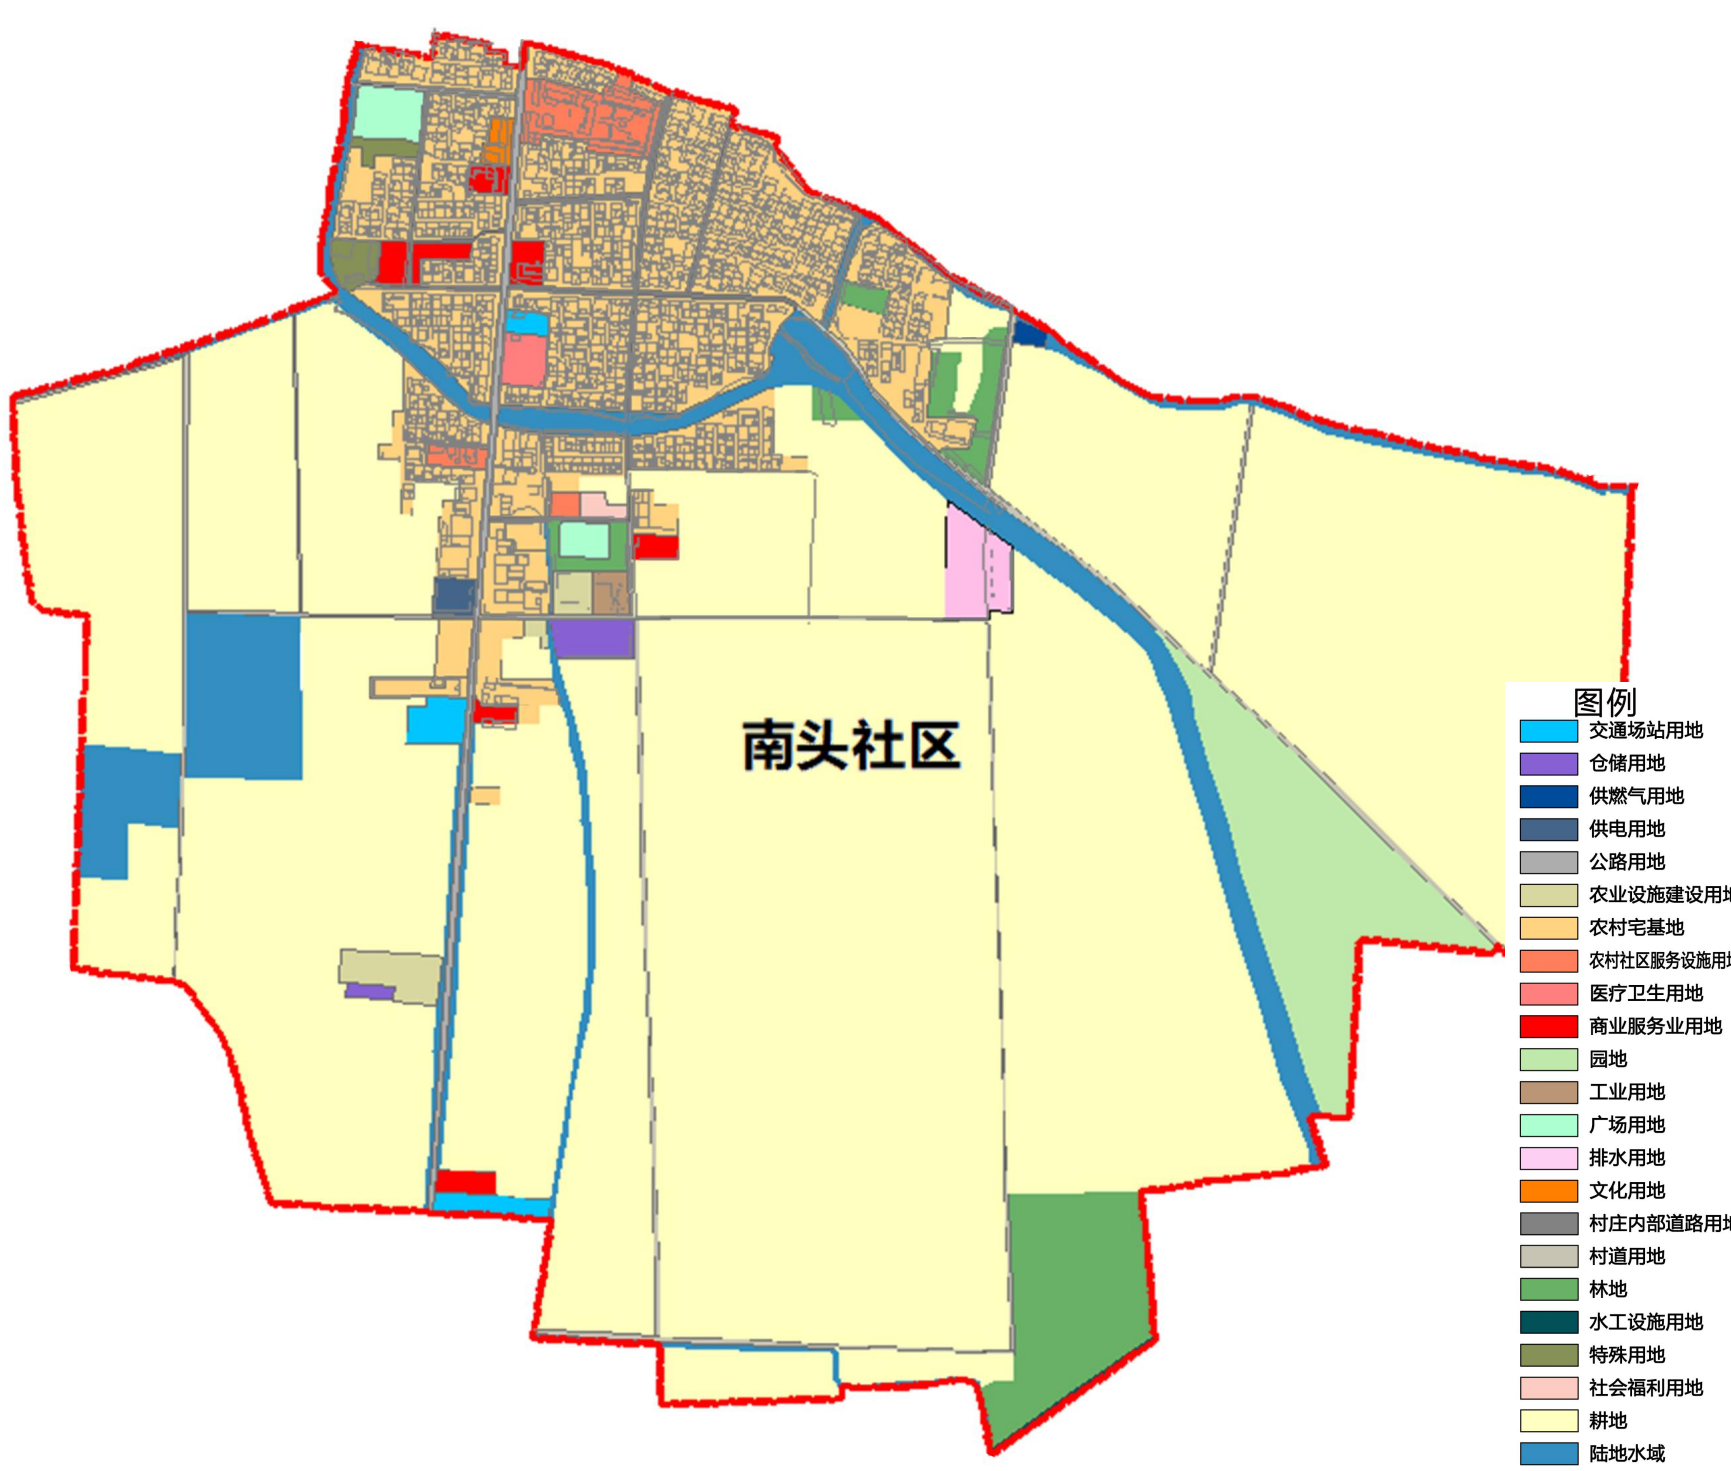 南头社区
图例
交通场站用地
仓储用地
供燃气用地
供电用地
公路用地
农业设施建设用地
农村宅基地
农村社区服务设施用地
医疗卫生用地
商业服务业用地
园地
工业用地
广场用地
排水用地
文化用地
村庄内部道路用地
村道用地
林地
水工设施用地
特殊用地
社会福利用地
耕地
陆地水域